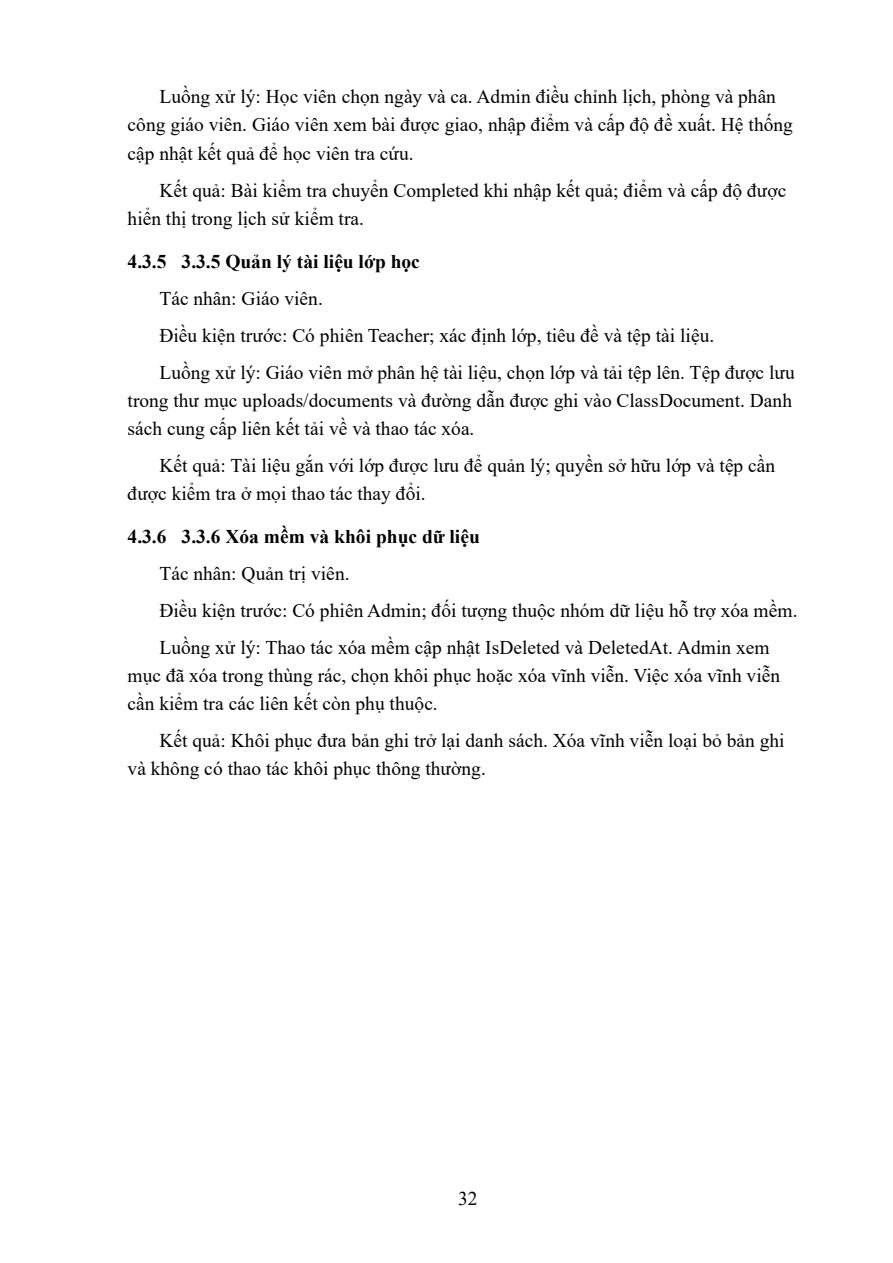 Luồng xử lý: Học viên chọn ngày và ca. Admin điều chỉnh lịch, phòng và phân
công giáo viên. Giáo viên xem bài được giao, nhập điểm và cấp độ đề xuất. Hệ thống
cập nhật kết quả để học viên tra cứu.
Kết quả: Bài kiểm tra chuyển Completed khi nhập kết quả; điểm và cấp độ được
hiển thị trong lịch sử kiểm tra.
4.3.5 3.3.5 Quản lý tài liệu lớp học
Tác nhân: Giáo viên.
Điều kiện trước: Có phiên Teacher; xác định lớp, tiêu đề và tệp tài liệu.
Luồng xử lý: Giáo viên mở phân hệ tài liệu, chọn lớp và tải tệp lên. Tệp được lưu
trong thư mục uploads/documents và đường dẫn được ghi vào ClassDocument. Danh
sách cung cấp liên kết tải về và thao tác xóa.
Kết quả: Tài liệu gắn với lớp được lưu để quản lý; quyền sở hữu lớp và tệp cần
được kiểm tra ở mọi thao tác thay đổi.
4.3.6 3.3.6 Xóa mềm và khôi phục dữ liệu
Tác nhân: Quản trị viên.
Điều kiện trước: Có phiên Admin; đối tượng thuộc nhóm dữ liệu hỗ trợ xóa mềm.
Luồng xử lý: Thao tác xóa mềm cập nhật IsDeleted và DeletedAt. Admin xem
mục đã xóa trong thùng rác, chọn khôi phục hoặc xóa vĩnh viễn. Việc xóa vĩnh viễn
cần kiểm tra các liên kết còn phụ thuộc.
Kết quả: Khôi phục đưa bản ghi trở lại danh sách. Xóa vĩnh viễn loại bỏ bản ghi
và không có thao tác khôi phục thông thường.
32